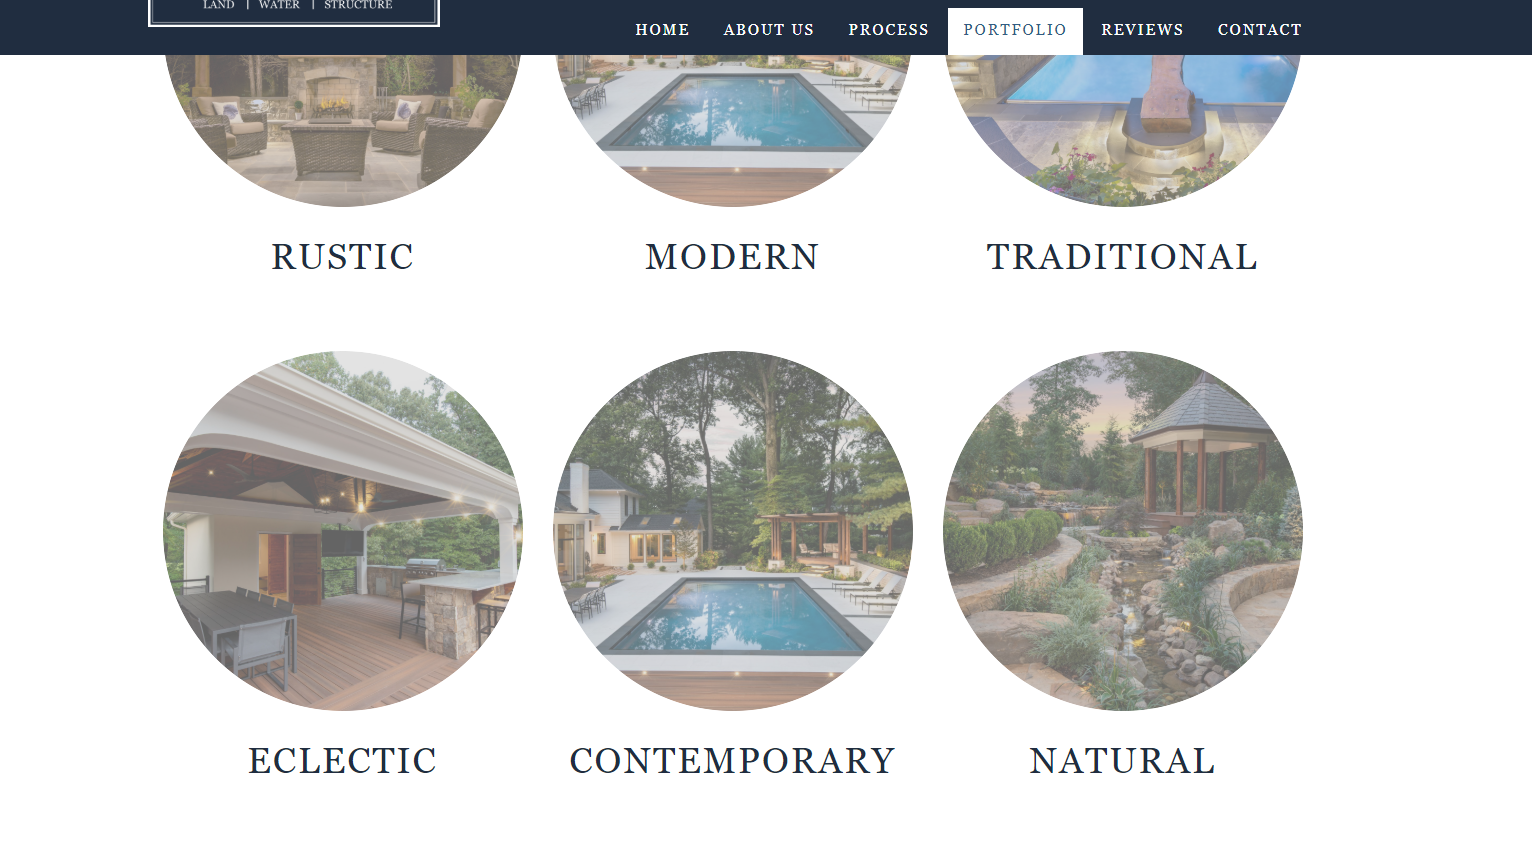 LAND | WATER | STRUCTURE
HOME ABOUT US PROCESS PORTFOLIO REVIEWS CONTACT
RUSTIC MODERN TRADITIONAL
ECLECTIC CONTEMPORARY NATURAL